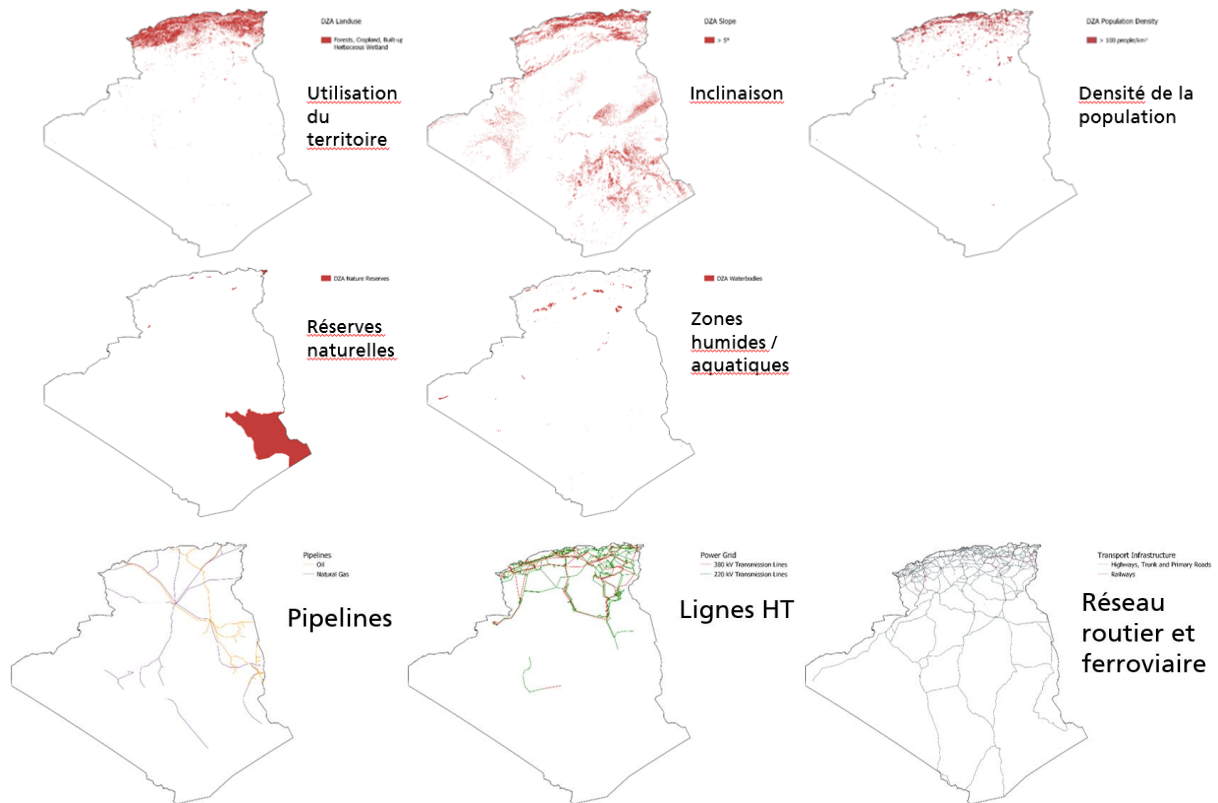 DZA Landuse
Forests, Cropland, Built-up
Herbaceous Wetland
Utilisation
du
territoire
DZA Slope
> 5°
Inclinaison
DZA Population Density
> 100 people/km²
Densité de la
population
DZA Nature Reserves
Réserves
naturelles
DZA Waterbodies
Zones
humides /
aquatiques
Pipelines
Oil
Natural Gas
Pipelines
Power Grid
380 kV Transmission Lines
220 kV Transmission Lines
Lignes HT
Transport Infrastructure
Highways, Trunk and Primary Roads
Railways
Réseau
routier et
ferroviaire